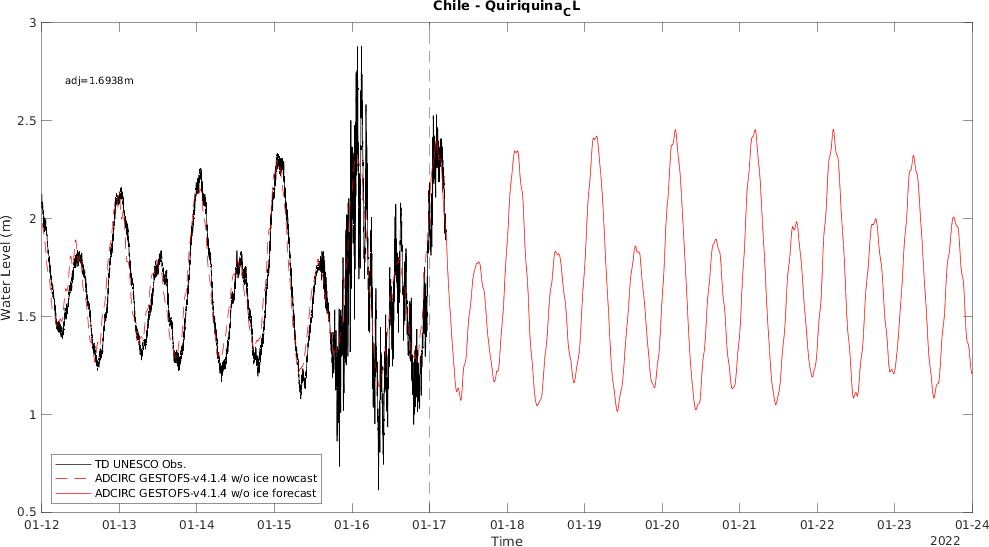 Chile - Quiriquina_CL
adj=1.6938m
3
2.5
2
1.5
1
0.5
Water Level (m)
TD UNESCO Obs.
ADCIRC GESTOFS-v4.1.4 w/o ice nowcast
ADCIRC GESTOFS-v4.1.4 w/o ice forecast
01-12 01-13 01-14 01-15 01-16 01-17 01-18 01-19 01-20 01-21 01-22 01-23 01-24
Time
2022